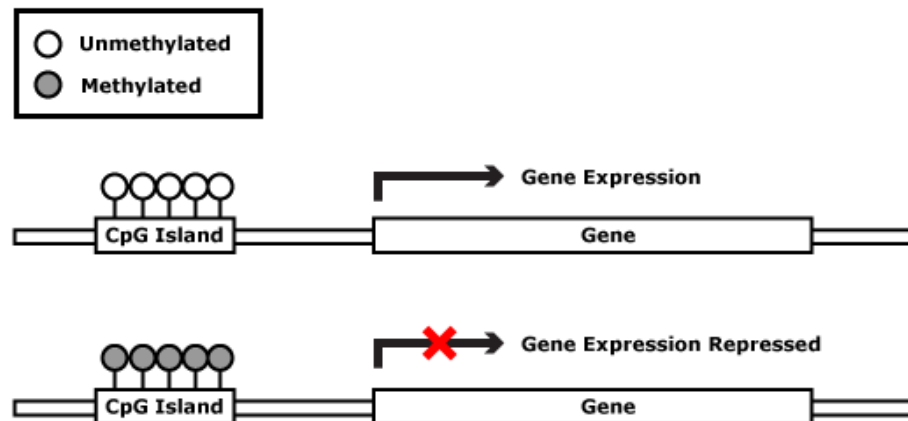 Unmethylated
Methylated
Gene Expression
CpG Island
Gene
Gene Expression Repressed
CpG Island
Gene